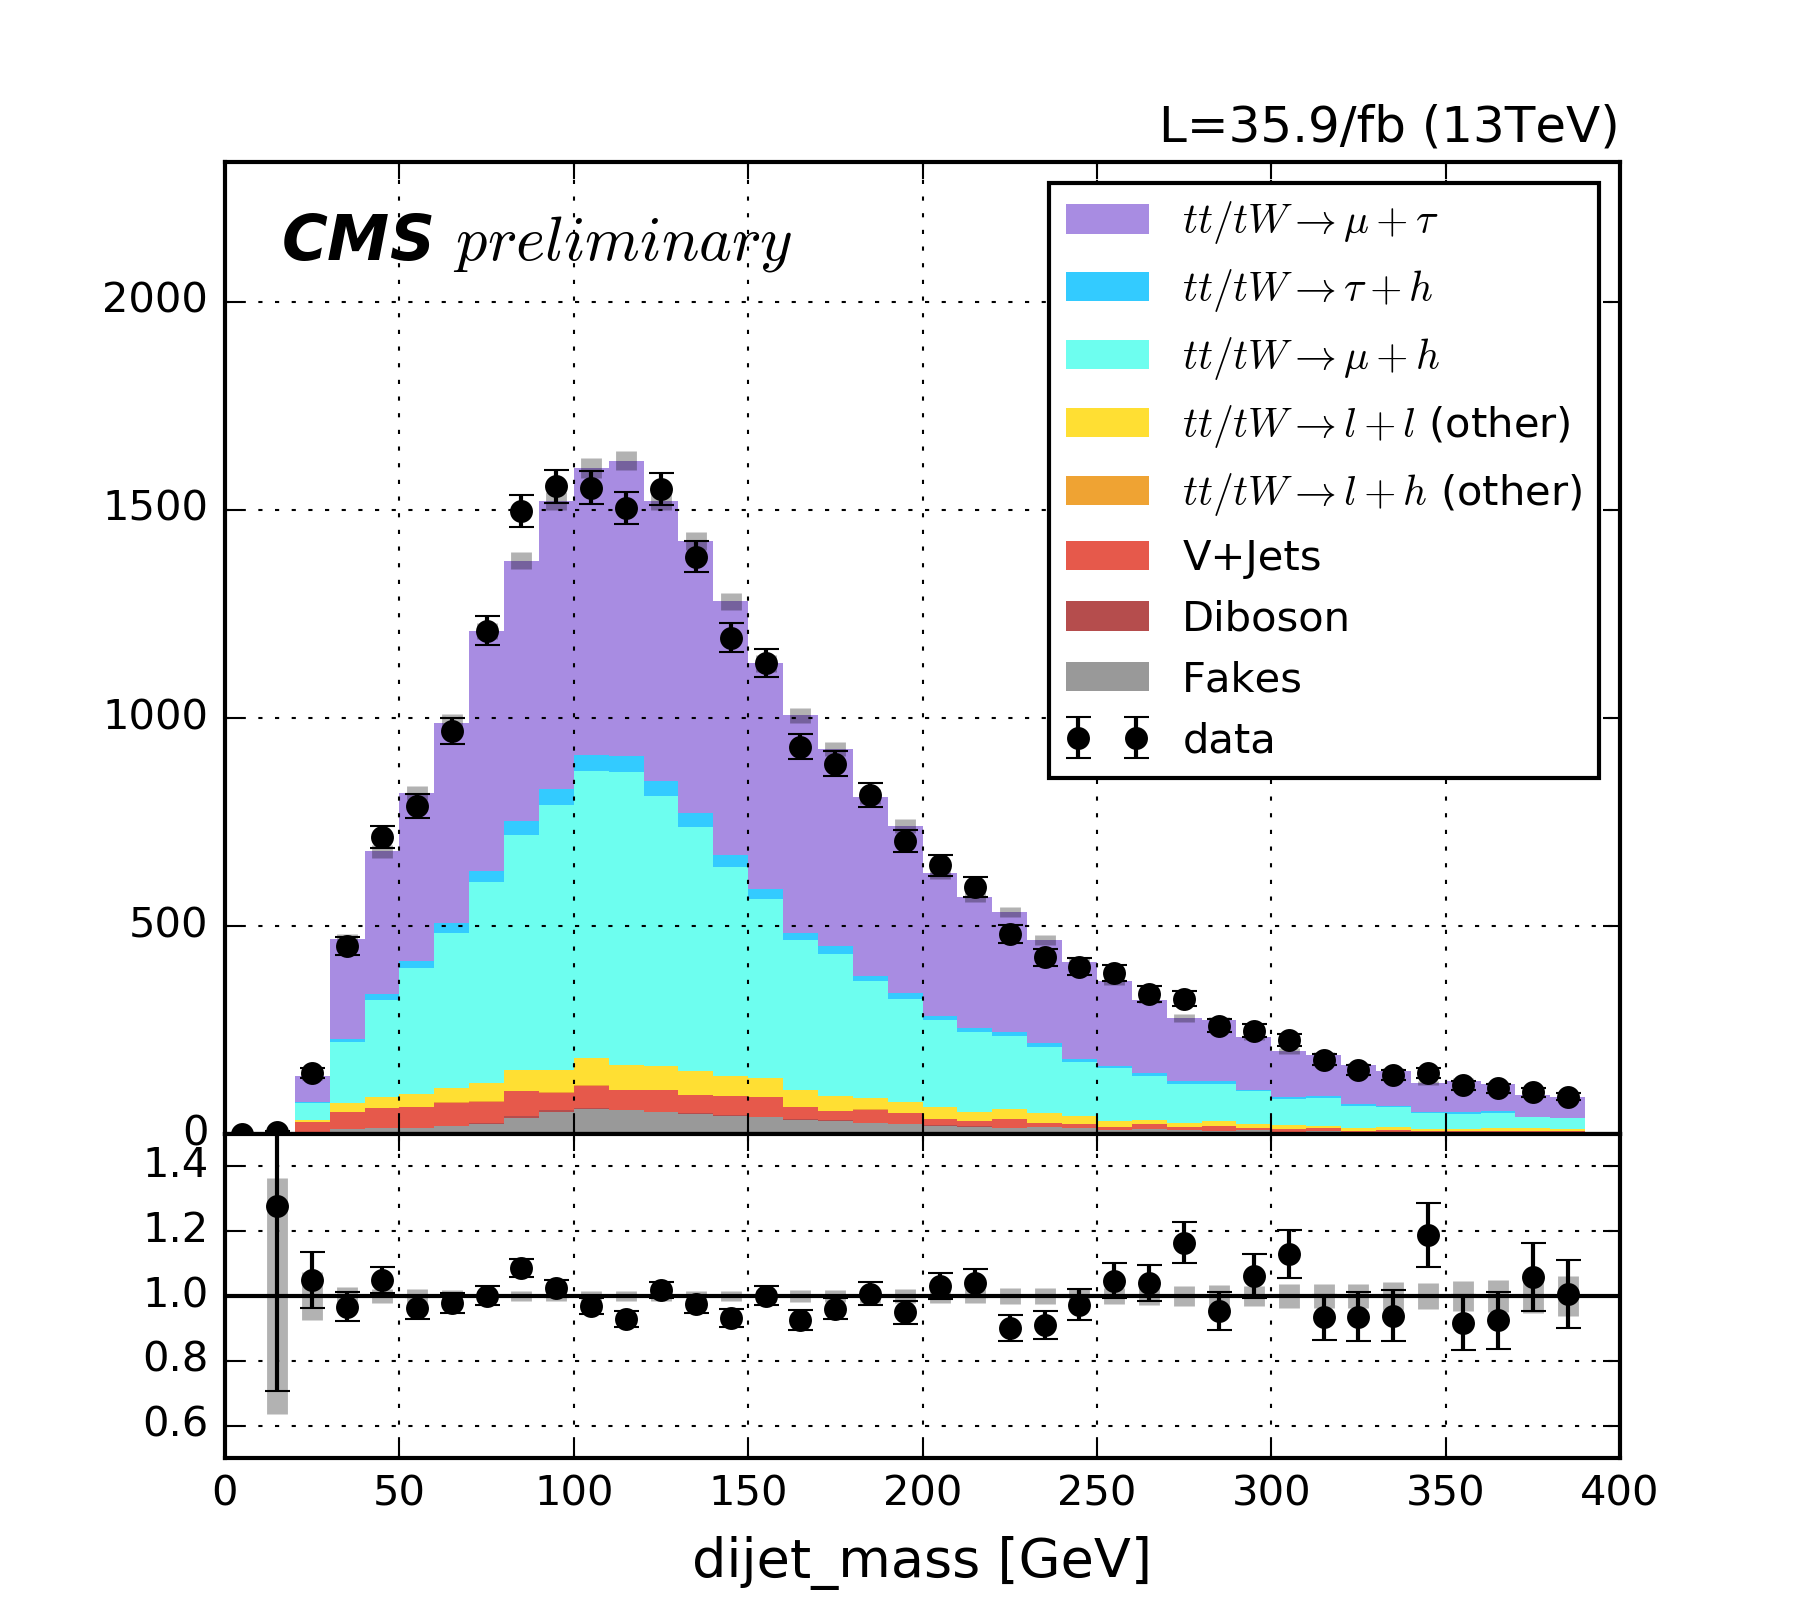 L=35.9/fb (13TeV)
CMS preliminary
tt/tW→μ+τ
tt/tW→τ+h
tt/tW→μ+h
tt/tW→l+l (other)
tt/tW→l+h (other)
V+Jets
Diboson
Fakes
data
2000
1500
1000
500
0
1.4
1.2
1.0
0.8
0.6
0 50 100 150 200 250 300 350 400
dijet_mass [GeV]